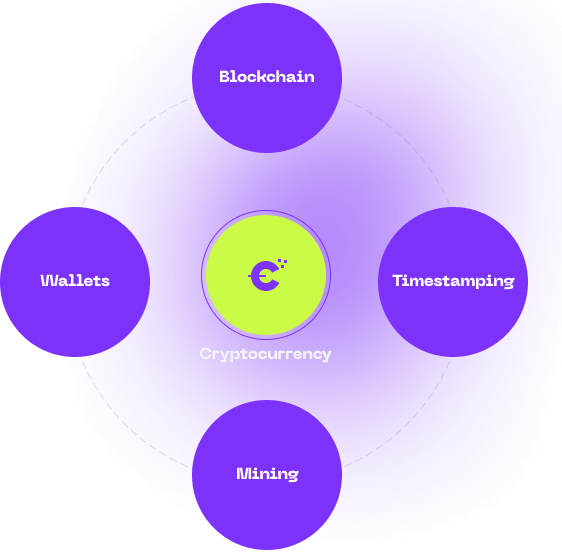 Blockchain
Wallets
Timestamping
Cryptocurrency
Mining